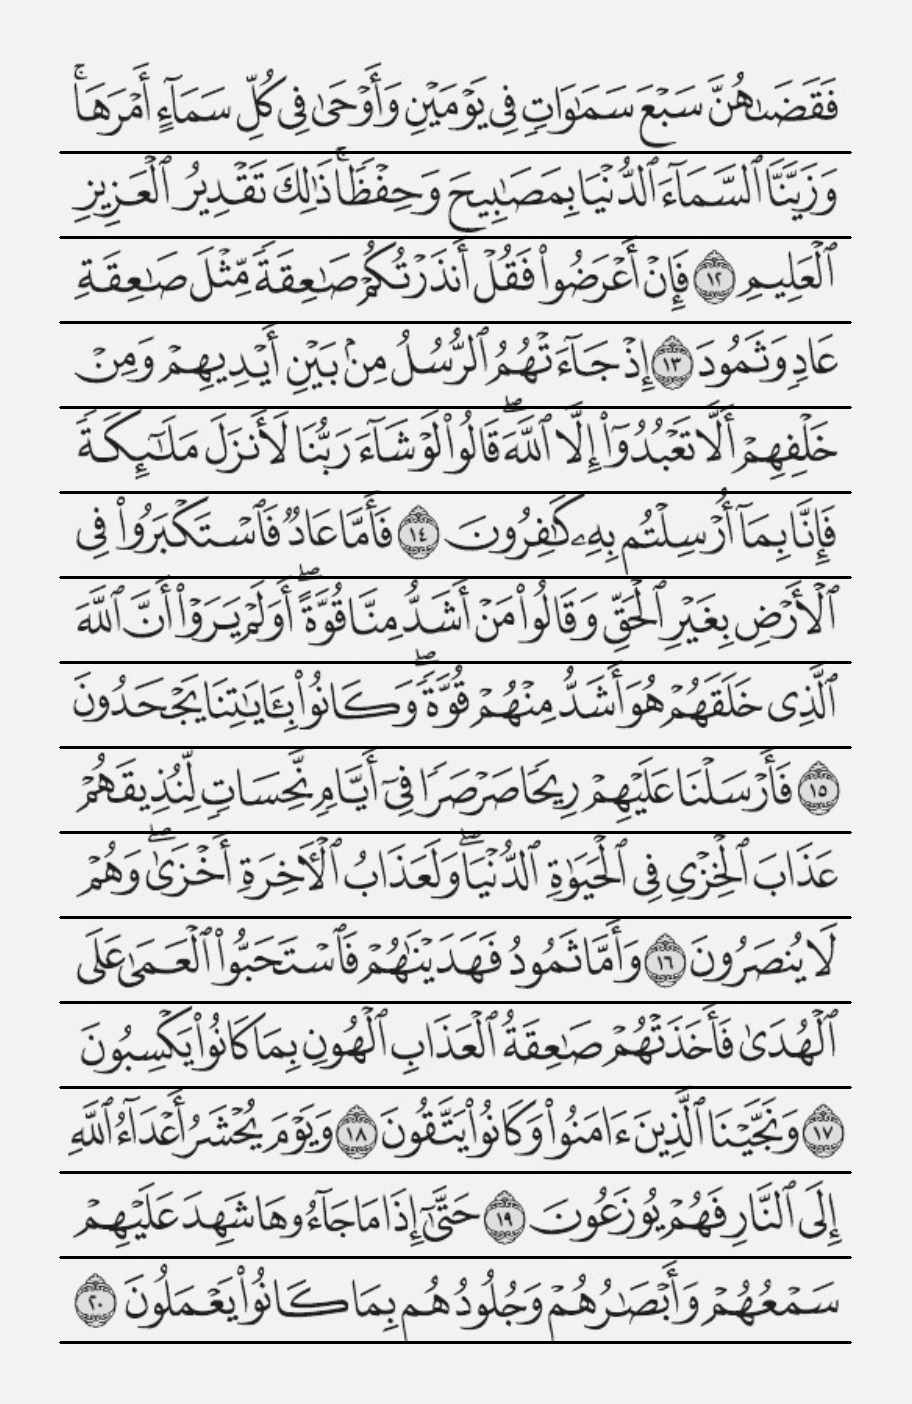 فَقَضَىٰهُنَّ سَبْعَ سَمَٰوَاتٍ فِى يَوْمَيْنِ وَأَوْحَىٰ فِى كُلِّ سَمَآءٍ أَمْرَهَا ۚ
وَزَيَّنَّا ٱلسَّمَآءَ ٱلدُّنْيَا بِمَصَٰبِيحَ وَحِفْظًا ۚ ذَٰلِكَ تَقْدِيرُ ٱلْعَزِيزِ
ٱلْعَلِيمِ ١٢ فَإِنْ أَعْرَضُوا۟ فَقُلْ أَنذَرْتُكُمْ صَٰعِقَةً مِّثْلَ صَٰعِقَةِ
عَادٍ وَثَمُودَ ١٣ إِذْ جَآءَتْهُمُ ٱلرُّسُلُ مِنۢ بَيْنِ أَيْدِيهِمْ وَمِنْ
خَلْفِهِمْ أَلَّا تَعْبُدُوٓا۟ إِلَّا ٱللَّهَ ۖ قَالُوا۟ لَوْ شَآءَ رَبُّنَا لَأَنزَلَ مَلَٰٓئِكَةً
فَإِنَّا بِمَآ أُرْسِلْتُم بِهِۦ كَٰفِرُونَ ١٤ فَأَمَّا عَادٌ فَٱسْتَكْبَرُوا۟ فِى
ٱلْأَرْضِ بِغَيْرِ ٱلْحَقِّ وَقَالُوا۟ مَنْ أَشَدُّ مِنَّا قُوَّةً ۖ أَوَلَمْ يَرَوْا۟ أَنَّ ٱللَّهَ
ٱلَّذِى خَلَقَهُمْ هُوَ أَشَدُّ مِنْهُمْ قُوَّةً ۖ وَكَانُوا۟ بِـَٔايَٰتِنَا يَجْحَدُونَ
١٥ فَأَرْسَلْنَا عَلَيْهِمْ رِيحًا صَرْصَرًا فِىٓ أَيَّامٍ نَّحِسَاتٍ لِّنُذِيقَهُمْ
عَذَابَ ٱلْخِزْىِ فِى ٱلْحَيَوٰةِ ٱلدُّنْيَا ۖ وَلَعَذَابُ ٱلْـَٔاخِرَةِ أَخْزَىٰ ۖ وَهُمْ
لَا يُنصَرُونَ ١٦ وَأَمَّا ثَمُودُ فَهَدَيْنَٰهُمْ فَٱسْتَحَبُّوا۟ ٱلْعَمَىٰ عَلَى
ٱلْهُدَىٰ فَأَخَذَتْهُمْ صَٰعِقَةُ ٱلْعَذَابِ ٱلْهُونِ بِمَا كَانُوا۟ يَكْسِبُونَ
١٧ وَنَجَّيْنَا ٱلَّذِينَ ءَامَنُوا۟ وَكَانُوا۟ يَتَّقُونَ ١٨ وَيَوْمَ يُحْشَرُ أَعْدَآءُ ٱللَّهِ
إِلَى ٱلنَّارِ فَهُمْ يُوزَعُونَ ١٩ حَتَّىٰٓ إِذَا مَا جَآءُوهَا شَهِدَ عَلَيْهِمْ
سَمْعُهُمْ وَأَبْصَٰرُهُمْ وَجُلُودُهُم بِمَا كَانُوا۟ يَعْمَلُونَ ٢٠